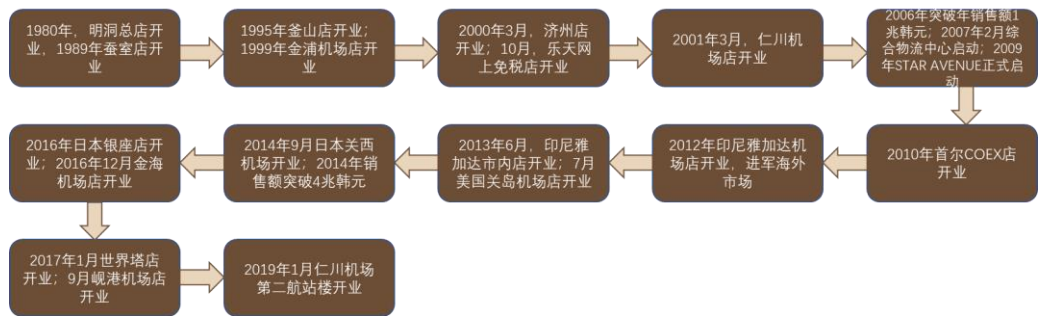 1980年，明洞总店开
业，1989年蚕室店开
业
1995年釜山店开业；
1999年金浦机场店开
业
2000年3月，济州店
开业；10月，乐天网
上免税店开业
2001年3月，仁川机
场店开业
2006年突破年销售额1
兆韩元；2007年2月综
合物流中心启动；2009
年STAR AVENUE正式启
动
2010年首尔COEX店
开业
2012年印尼雅加达机
场店开业，进军海外
市场
2013年6月，印尼雅
加达市内店开业；7月
美国关岛机场店开业
2014年9月日本关西
机场开业；2014年销
售额突破4兆韩元
2016年日本银座店开
业；2016年12月金海
机场店开业
2017年1月世界塔店
开业；9月岘港机场店
开业
2019年1月仁川机场
第二航站楼开业